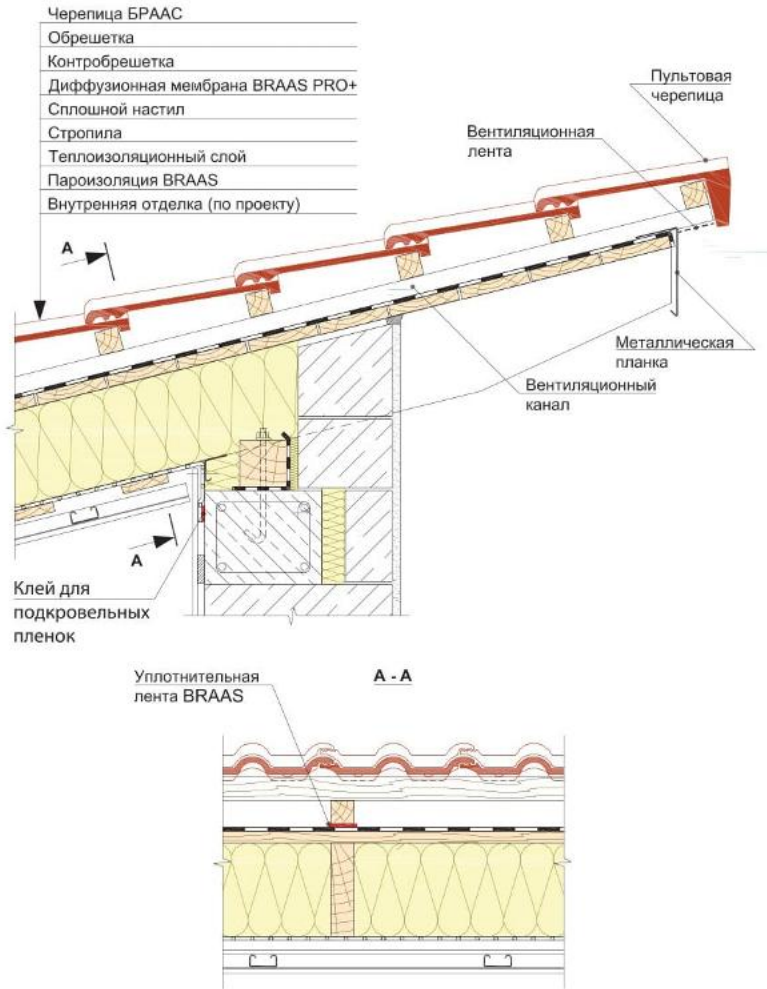 Черепица БРААС
Обрешетка
Контробрешетка
Диффузионная мембрана BRAAS PRO+
Сплошной настил
Стропила
Теплоизоляционный слой
Пароизоляция BRAAS
Внутренняя отделка (по проекту)
Пультовая
черепица
Вентиляционная
лента
А
Металлическая
планка
Вентиляционный
канал
А
Клей для
подкровельных
пленок
Уплотнительная
лента BRAAS
А - А